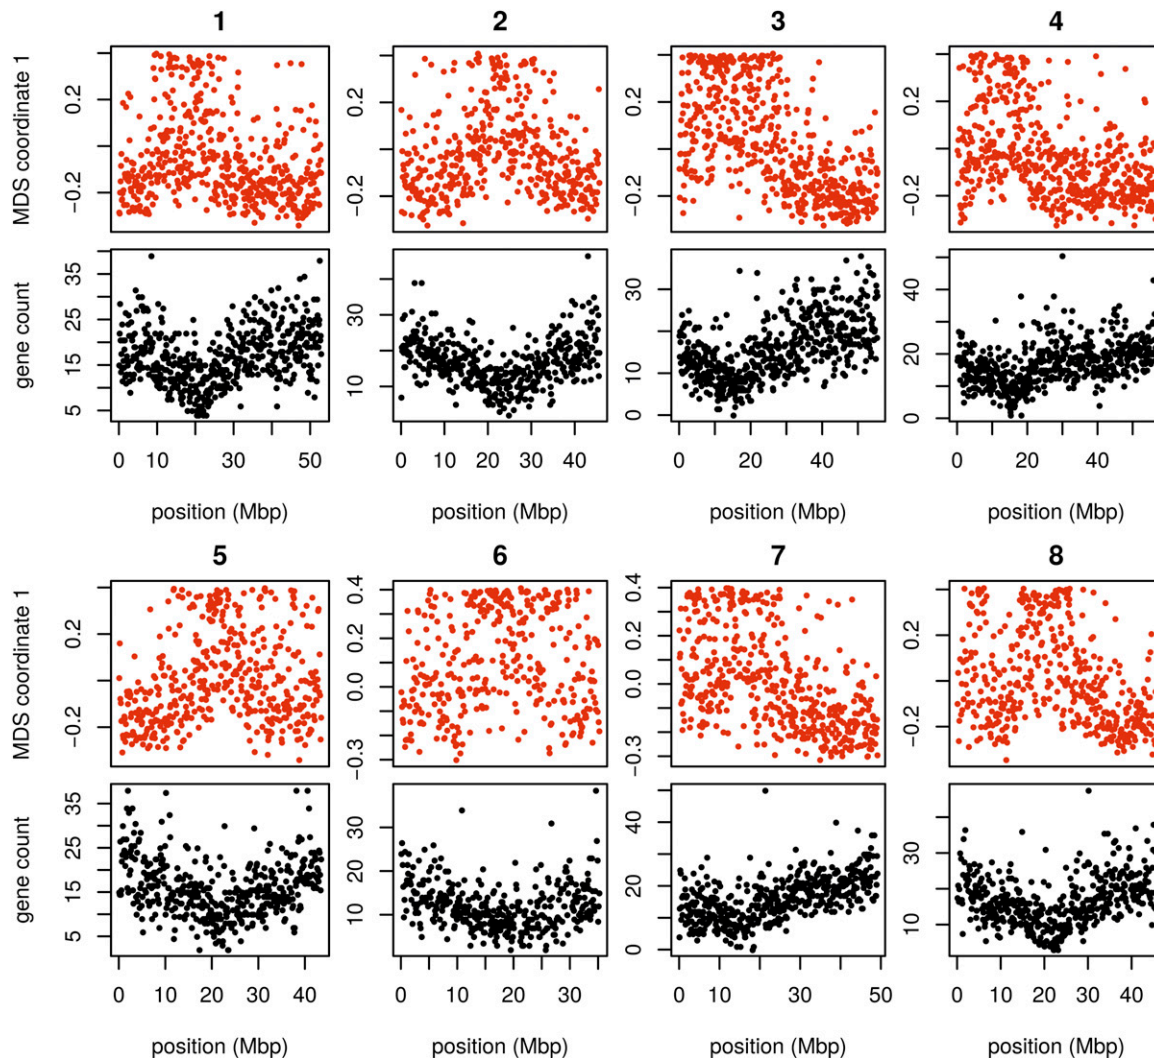 1 2 3 4
MDS coordinate 1
0.2 -0.2
0.2 -0.2
0.2 -0.2
0.2 -0.2
gene count
35 25 15 5
30 10
30 20 10 0
40 20 0
0 10 30 50
0 10 20 30 40
0 20 40
0 20 40
position (Mbp) position (Mbp) position (Mbp) position (Mbp)
5 6 7 8
MDS coordinate 1
0.2 -0.2
0.4 0.2 0.0 -0.3
0.4 0.2 0.0 -0.3
0.2 -0.2
gene count
35 25 15 5
30 20 10
40 20 0
30 10
0 10 20 30 40
0 10 20 30
0 10 30 50
0 10 20 30 40
position (Mbp) position (Mbp) position (Mbp) position (Mbp)